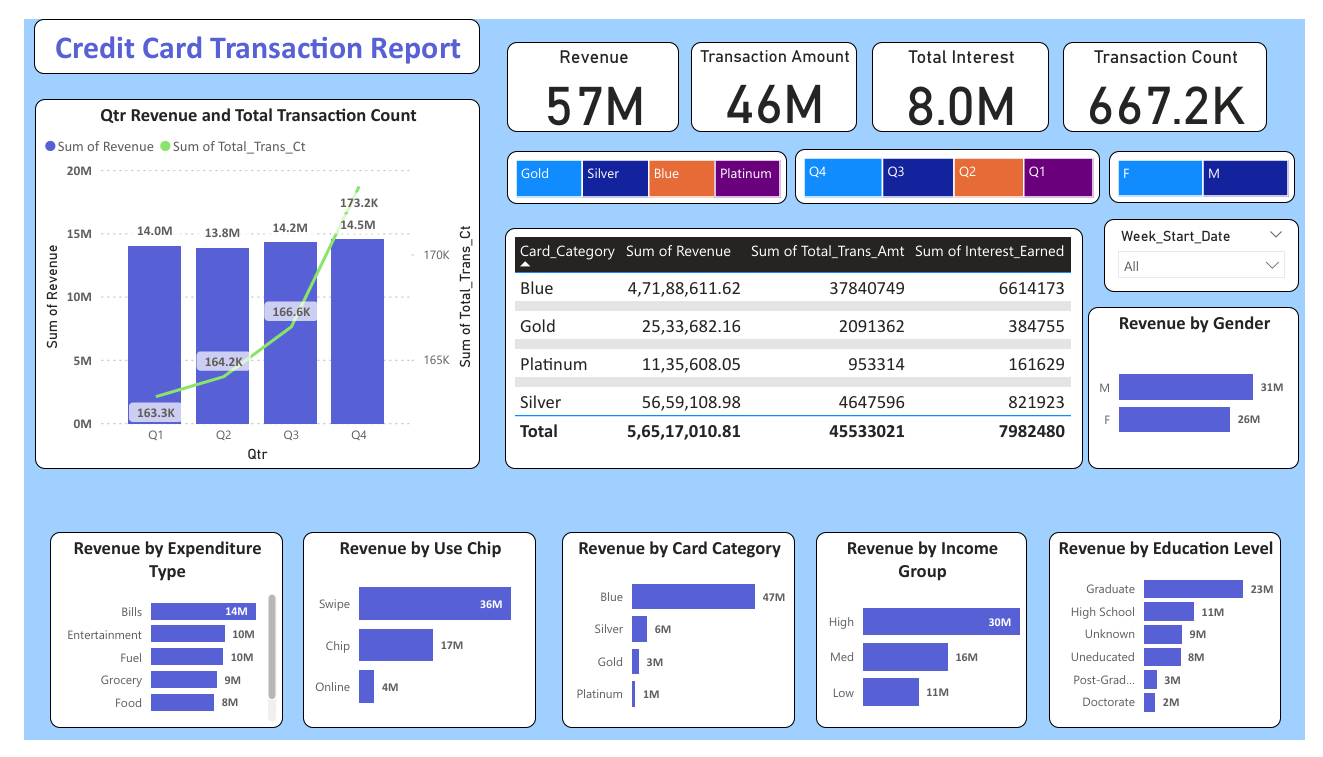 Credit Card Transaction Report
Revenue
57M
Transaction Amount
46M
Total Interest
8.0M
Transaction Count
667.2K
Qtr Revenue and Total Transaction Count
Sum of Revenue Sum of Total_Trans_Ct
20M
15M
10M
5M
0M
Sum of Revenue
14.0M 13.8M 14.2M 14.5M
163.3K 164.2K 166.6K 173.2K
170K
165K
Sum of Total_Trans_Ct
Q1 Q2 Q3 Q4
Qtr
Gold Silver Blue Platinum
Q4 Q3 Q2 Q1
F M
Card_Category Sum of Revenue Sum of Total_Trans_Amt Sum of Interest_Earned
Blue 4,71,88,611.62 37840749 6614173
Gold 25,33,682.16 2091362 384755
Platinum 11,35,608.05 953314 161629
Silver 56,59,108.98 4647596 821923
Total 5,65,17,010.81 45533021 7982480
Week_Start_Date
All
Revenue by Gender
M 31M
F 26M
Revenue by Expenditure
Type
Bills 14M
Entertainment 10M
Fuel 10M
Grocery 9M
Food 8M
Revenue by Use Chip
Swipe 36M
Chip 17M
Online 4M
Revenue by Card Category
Blue 47M
Silver 6M
Gold 3M
Platinum 1M
Revenue by Income
Group
High 30M
Med 16M
Low 11M
Revenue by Education Level
Graduate 23M
High School 11M
Unknown 9M
Uneducated 8M
Post-Grad... 3M
Doctorate 2M